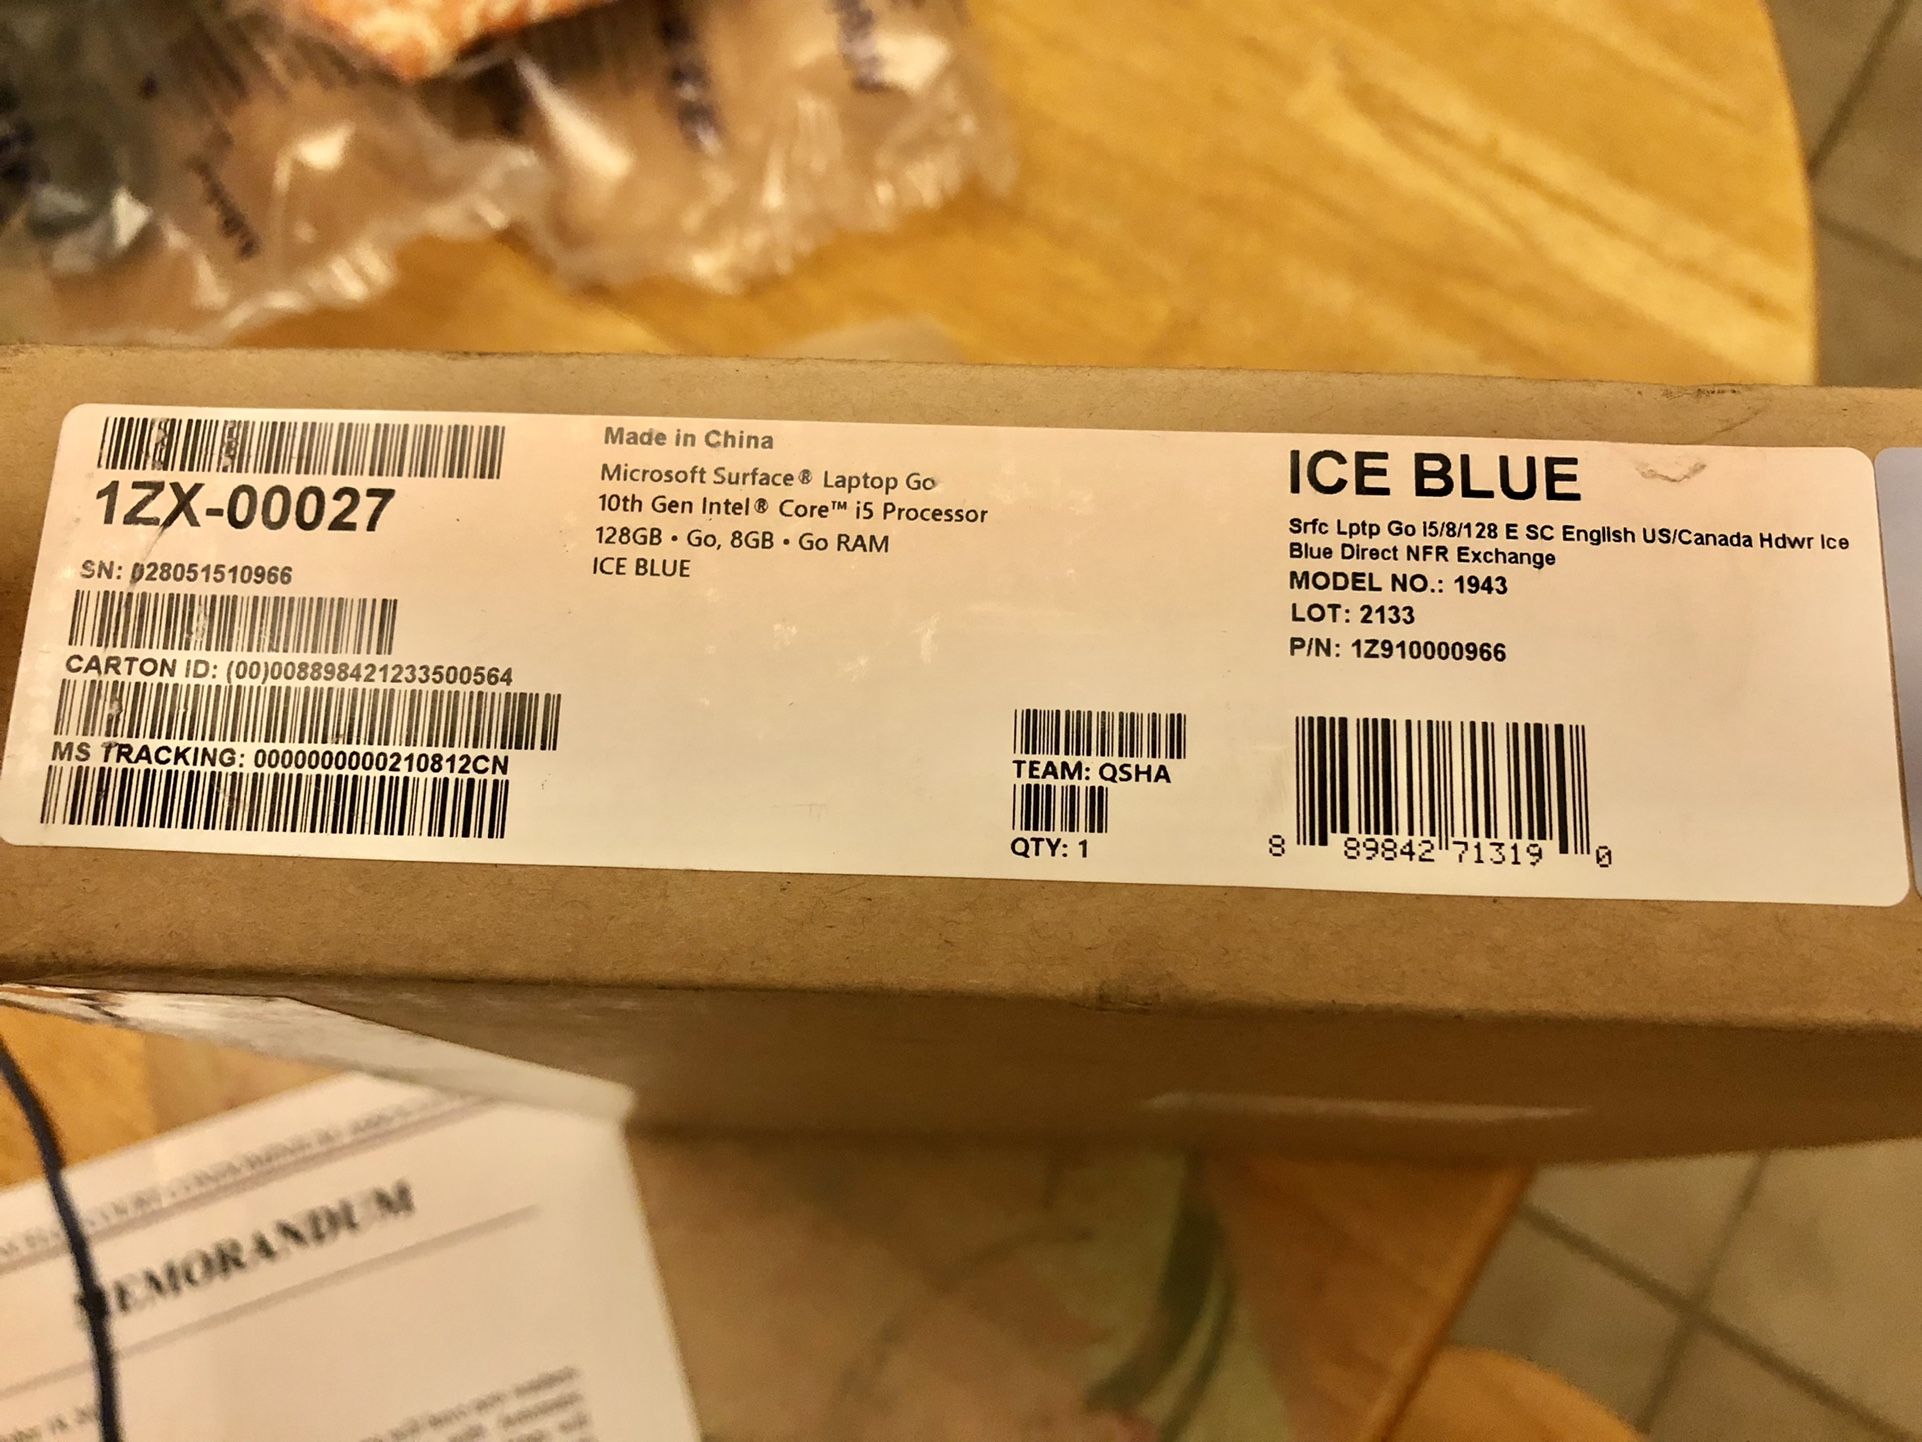 1ZX-00027
SN: 028051510966
CARTON ID: (00)008898421233500564
MS TRACKING: 0000000000210812CN
Made in China
Microsoft Surface® Laptop Go
10th Gen Intel® Core™ i5 Processor
128GB • Go, 8GB • Go RAM
ICE BLUE
TEAM: QSHA
QTY: 1
ICE BLUE
Srfc Lptp Go i5/8/128 E SC English US/Canada Hdwr Ice
Blue Direct NFR Exchange
MODEL NO.: 1943
LOT: 2133
P/N: 1Z910000966
8 89842 71319 0
MEMORANDUM